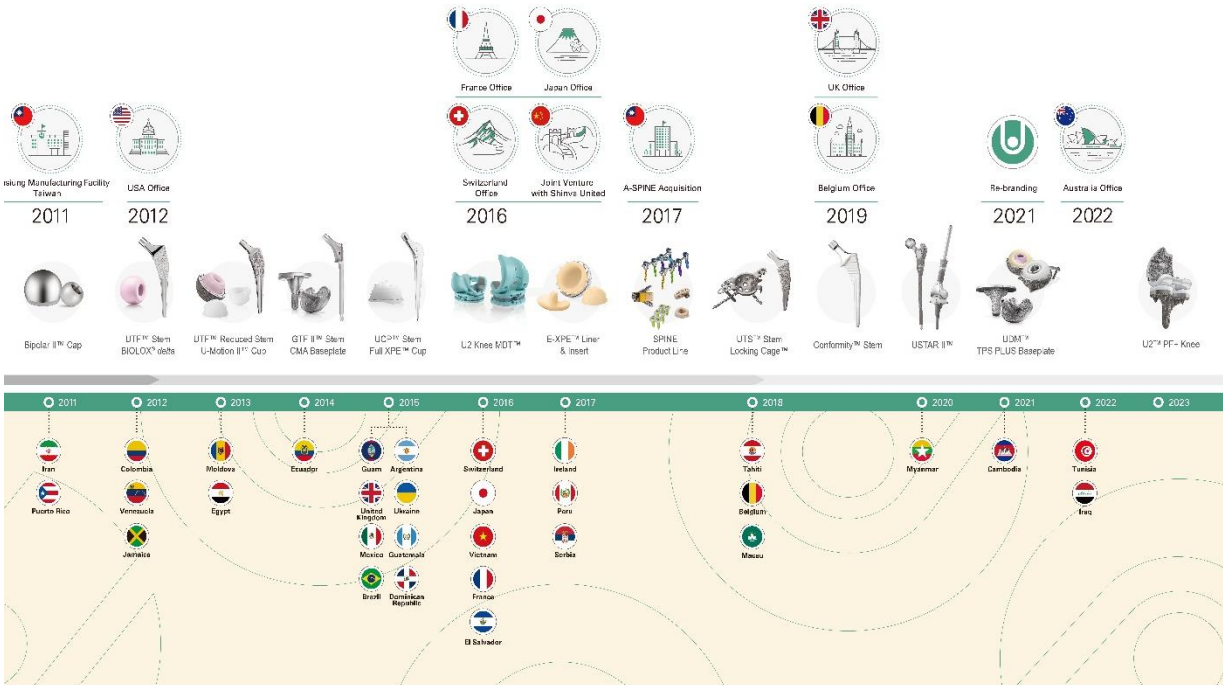 France Office
Japan Office
UK Office
Manufacturing Facility
Taiwan
2011
USA Office
2012
Switzerland
Office
Joint Venture
with Shinva United
2016
A-SPINE Acquisition
2017
Belgium Office
2019
Re-branding
2021
Australia Office
2022
Bipolar II™ Cap
UTF™ Stem
BIOLOX® delta
UTF™ Reduced Stem
U-Motion II™ Cup
GTF II™ Stem
CMA Baseplate
UCP™ Stem
Full XPE™ Cup
U2 Knee MDT™
E-XPE™ Liner
& Insert
SPINE
Product Line
UTS™ Stem
Locking Cage™
Conformity™ Stem
USTAR II™
UDM™
TPS PLUS Baseplate
U2™ PF+ Knee
2011
2012
2013
2014
2015
2016
2017
2018
2020
2021
2022
2023
Iran
Puerto Rico
Colombia
Venezuela
Jamaica
Moldova
Egypt
Ecuador
Guam
Argentina
United
Kingdom
Ukraine
Mexico
Guatemala
Brazil
Dominican
Republic
Switzerland
Japan
Vietnam
France
El Salvador
Ireland
Peru
Serbia
Tahiti
Belgium
Macau
Myanmar
Cambodia
Tunisia
Iraq